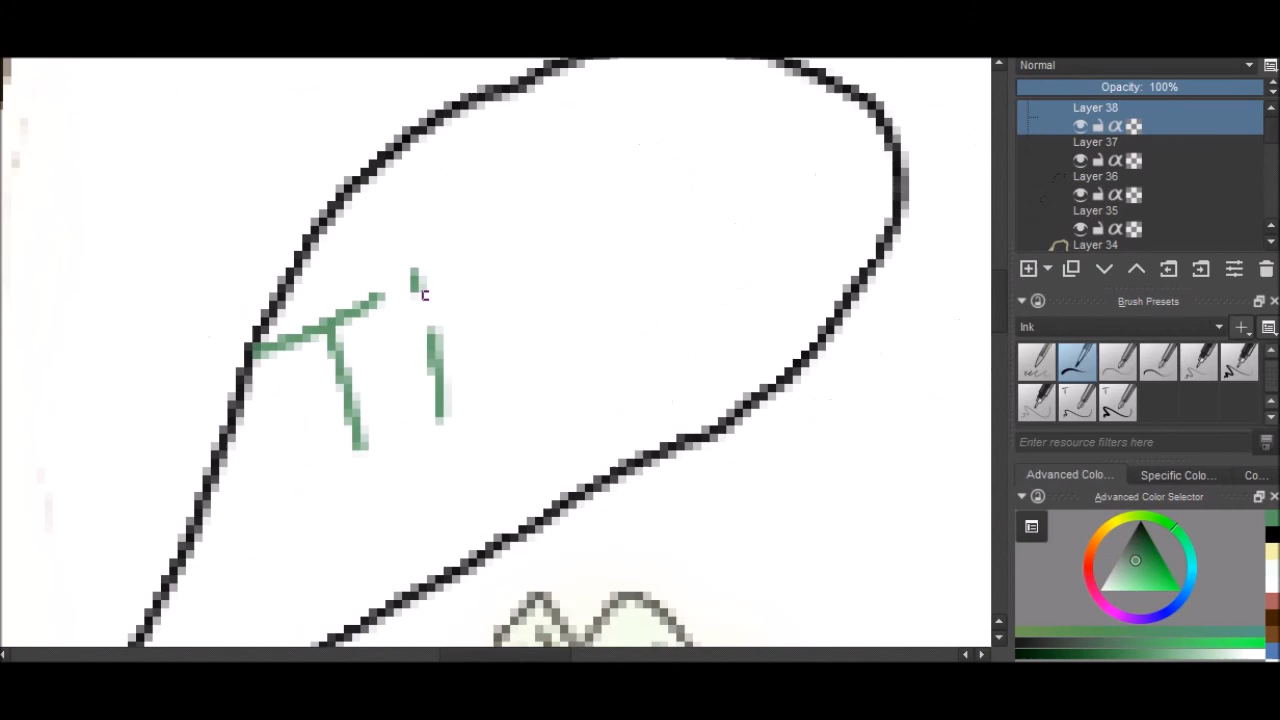 Normal
Opacity: 100%
Layer 38
Layer 37
Layer 36
Layer 35
Layer 34
Brush Presets
Ink
Enter resource filters here
Advanced Colo... Specific Colo... Co...
Advanced Color Selector
Ti